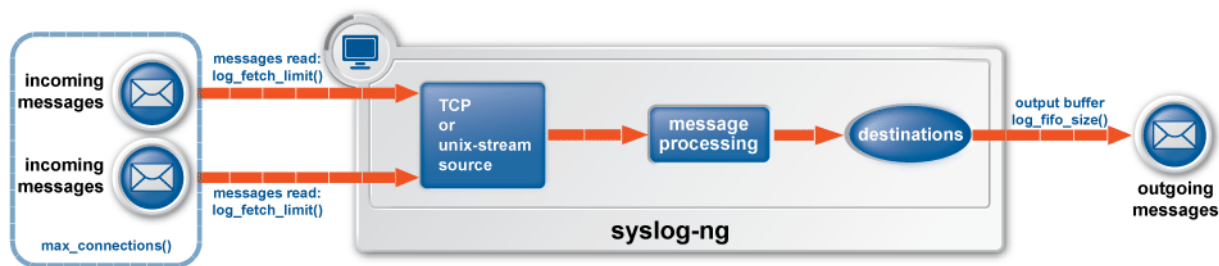 incoming
messages
incoming
messages
max_connections()
messages read:
log_fetch_limit()
messages read:
log_fetch_limit()
TCP
or
unix-stream
source
message
processing
destinations
syslog-ng
output buffer
log_fifo_size()
outgoing
messages